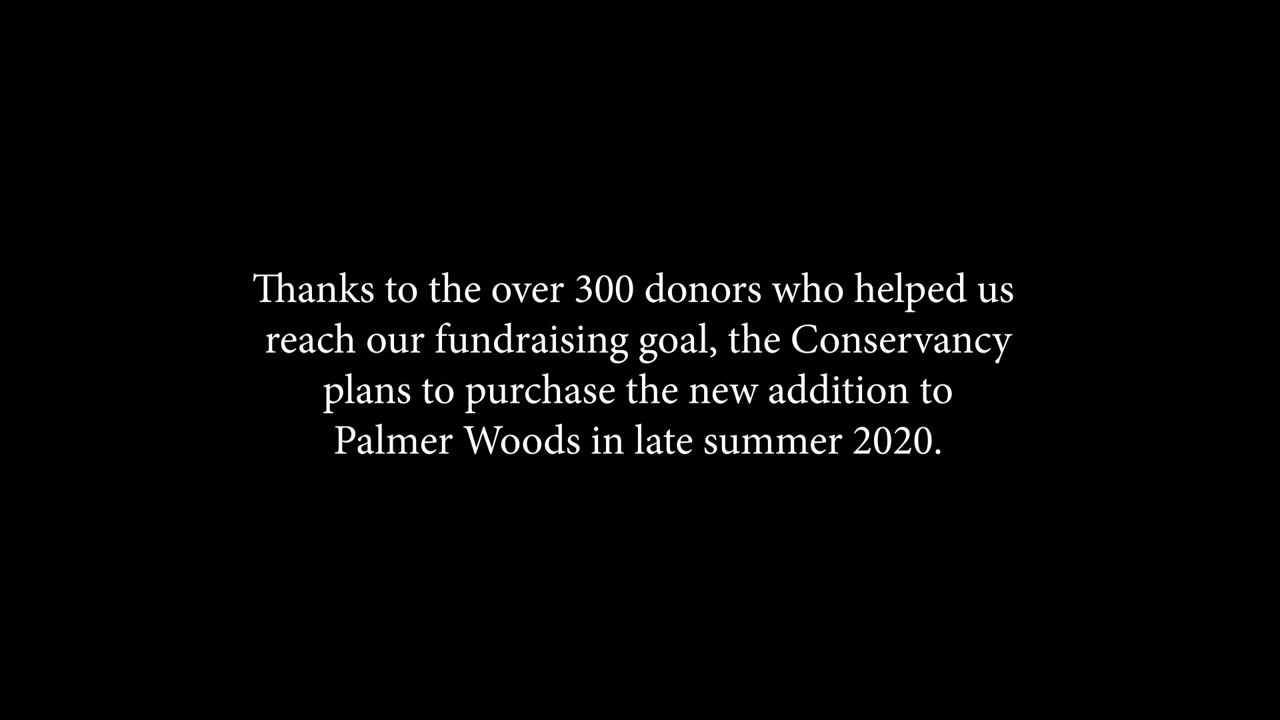 Thanks to the over 300 donors who helped us
reach our fundraising goal, the Conservancy
plans to purchase the new addition to
Palmer Woods in late summer 2020.